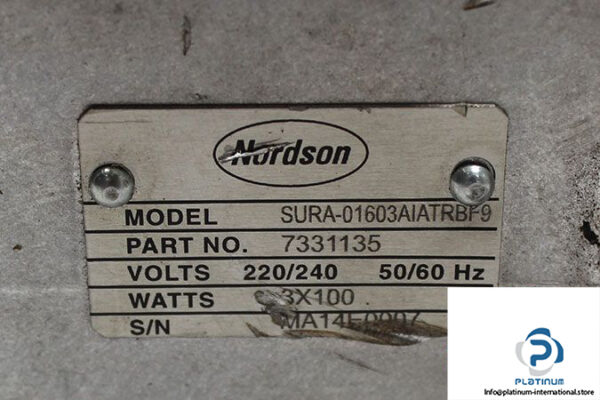 Nordson
MODEL SURA-01603AIATRBF9
PART NO. 7331135
VOLTS 220/240 50/60 Hz
WATTS 3X100
S/N MA14E0007
PLATINUM
Info@platinum-international.store